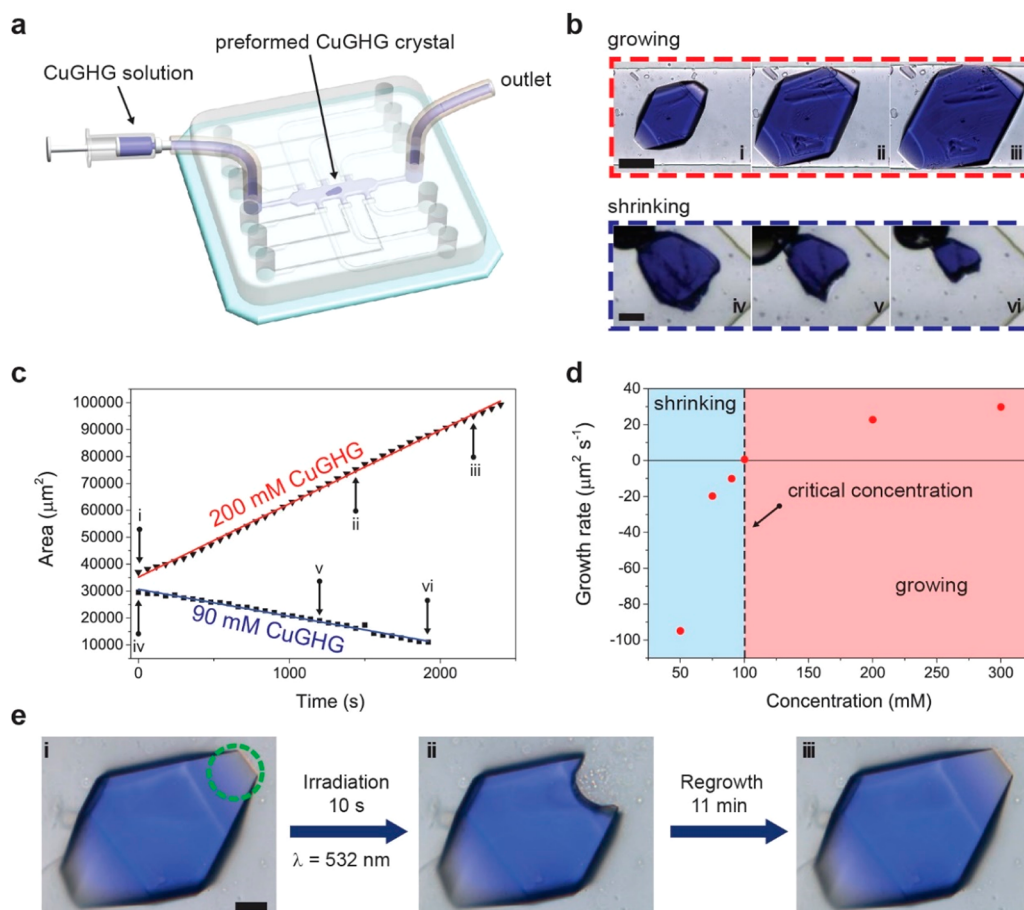 a
preformed CuGHG crystal
CuGHG solution
outlet
b
growing
i
ii
iii
shrinking
iv
v
vi
c
Area (μm²)
100000
90000
80000
70000
60000
50000
40000
30000
20000
10000
200 mM CuGHG
90 mM CuGHG
i
ii
iii
iv
v
vi
0
1000
2000
Time (s)
d
Growth rate (μm² s⁻¹)
40
20
0
-20
-40
-60
-80
-100
shrinking
critical concentration
growing
50
100
150
200
250
300
Concentration (mM)
e
i
Irradiation
10 s
λ = 532 nm
ii
Regrowth
11 min
iii